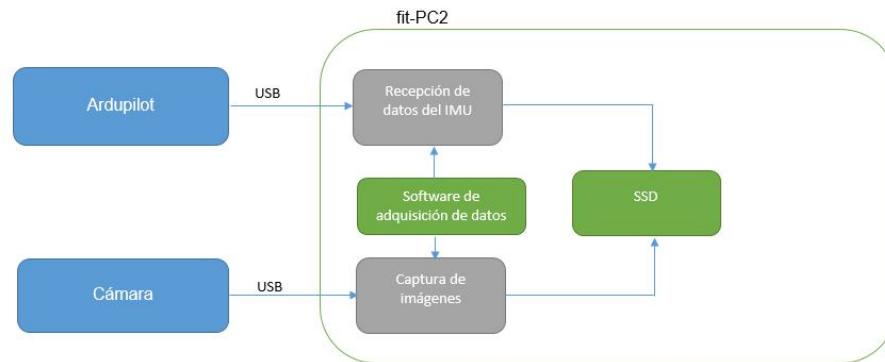 fit-PC2
Ardupilot
USB
Recepción de
datos del IMU
Software de
adquisición de datos
SSD
Cámara
USB
Captura de
imágenes